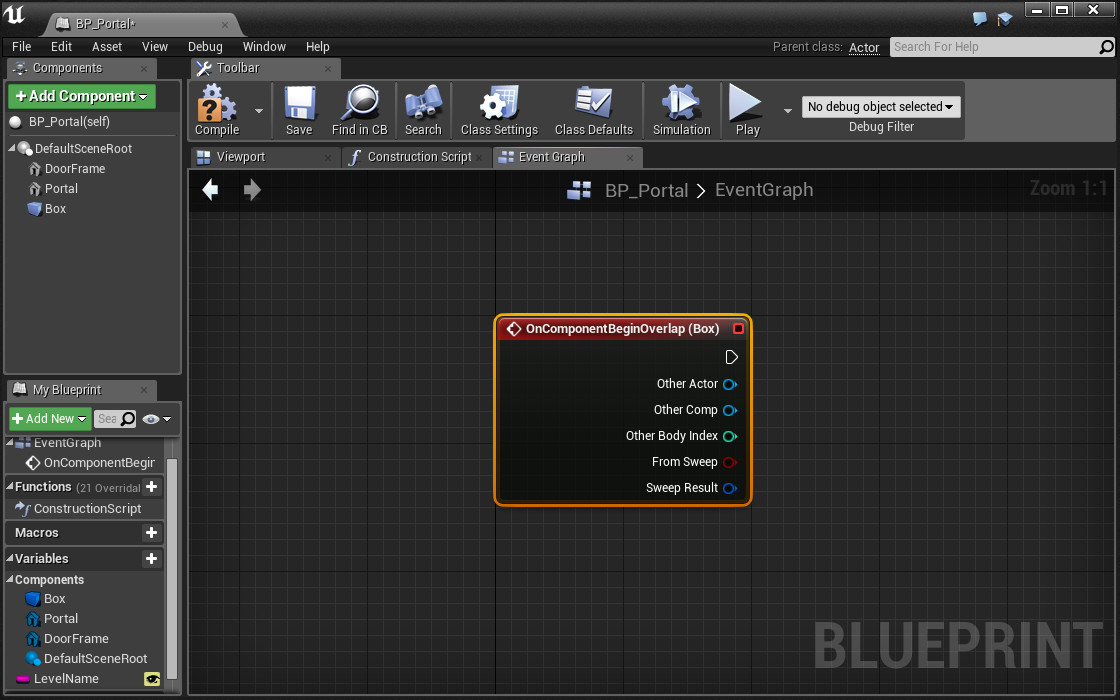 BP_Portal*
File Edit Asset View Debug Window Help
Parent class: Actor
Search For Help
Components
Add Component
BP_Portal(self)
DefaultSceneRoot
DoorFrame
Portal
Box
Toolbar
Compile
Save
Find in CB
Search
Class Settings
Class Defaults
Simulation
Play
No debug object selected
Debug Filter
Viewport
Construction Script
Event Graph
BP_Portal > EventGraph
Zoom 1:1
OnComponentBeginOverlap (Box)
Other Actor
Other Comp
Other Body Index
From Sweep
Sweep Result
BLUEPRINT
My Blueprint
Add New
Sea
EventGraph
OnComponentBegin
Functions (21 Overridal
ConstructionScript
Macros
Variables
Components
Box
Portal
DoorFrame
DefaultSceneRoot
LevelName